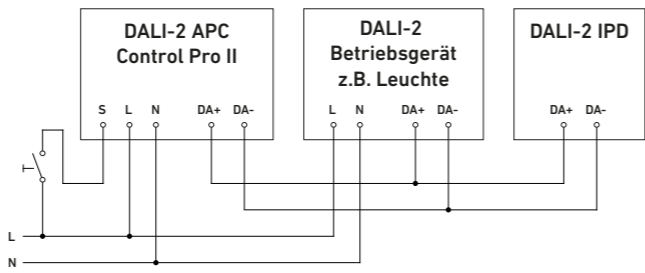 DALI-2 APC
Control Pro II
S L N DA+ DA-
DALI-2
Betriebsgerät
z.B. Leuchte
L N DA+ DA-
DALI-2 IPD
DA+ DA-
L
N